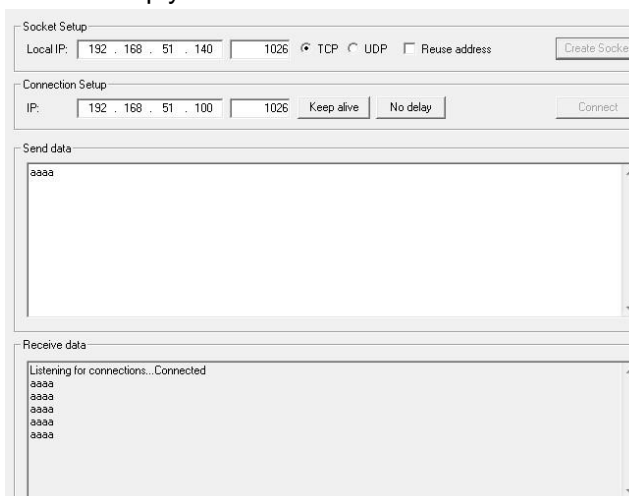 Socket Setup
Local IP: 192 . 168 . 51 . 140 1026 TCP UDP Reuse address Create Socke
Connection Setup
IP: 192 . 168 . 51 . 100 1026 Keep alive No delay Connect
Send data
aaaa
Receive data
Listening for connections...Connected
aaaa
aaaa
aaaa
aaaa
aaaa